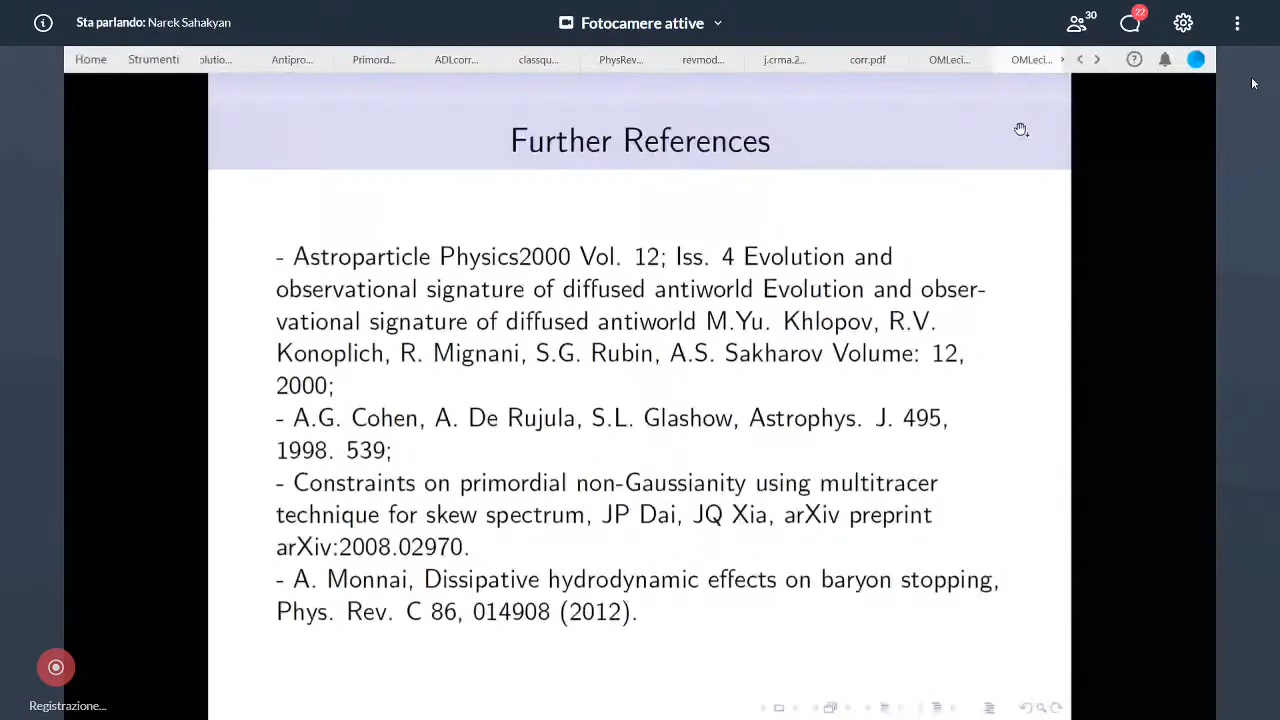 Sta parlando: Narek Sahakyan
Fotocamere attive
30
22
Home Strumenti olutio... Antipro... Primord... ADLcorr... classqu... PhysRev... revmod... j.crma.2... corr.pdf OMLeci... OMLeci...
Further References
- Astroparticle Physics2000 Vol. 12; Iss. 4 Evolution and
observational signature of diffused antiworld Evolution and obser-
vational signature of diffused antiworld M.Yu. Khlopov, R.V.
Konoplich, R. Mignani, S.G. Rubin, A.S. Sakharov Volume: 12,
2000;
- A.G. Cohen, A. De Rujula, S.L. Glashow, Astrophys. J. 495,
1998. 539;
- Constraints on primordial non-Gaussianity using multitracer
technique for skew spectrum, JP Dai, JQ Xia, arXiv preprint
arXiv:2008.02970.
- A. Monnai, Dissipative hydrodynamic effects on baryon stopping,
Phys. Rev. C 86, 014908 (2012).
Registrazione...